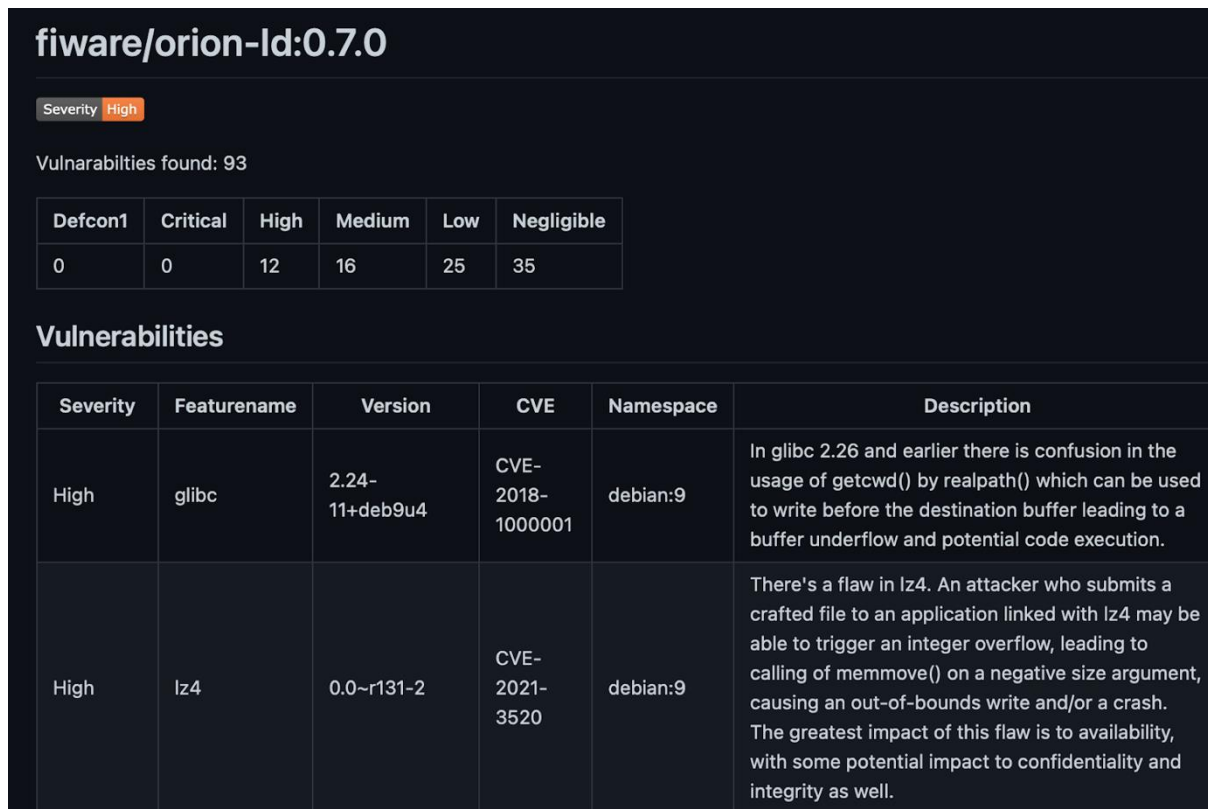 fiware/orion-ld:0.7.0
Severity High
Vulnarabilties found: 93
Defcon1 Critical High Medium Low Negligible
0 0 12 16 25 35
Vulnerabilities
Severity Featurename Version CVE Namespace Description
High glibc 2.24-
11+deb9u4 CVE-
2018-
1000001 debian:9 In glibc 2.26 and earlier there is confusion in the
usage of getcwd() by realpath() which can be used
to write before the destination buffer leading to a
buffer underflow and potential code execution.
High lz4 0.0~r131-2 CVE-
2021-
3520 debian:9 There's a flaw in lz4. An attacker who submits a
crafted file to an application linked with lz4 may be
able to trigger an integer overflow, leading to
calling of memmove() on a negative size argument,
causing an out-of-bounds write and/or a crash.
The greatest impact of this flaw is to availability,
with some potential impact to confidentiality and
integrity as well.